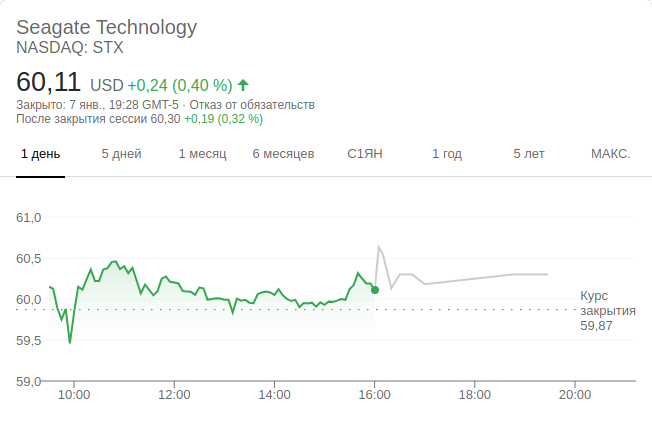 Seagate Technology
NASDAQ: STX
60,11 USD +0,24 (0,40 %)
Закрыто: 7 янв., 19:28 GMT-5 · Отказ от обязательств
После закрытия сессии 60,30 +0,19 (0,32 %)
1 день 5 дней 1 месяц 6 месяцев С1ЯН 1 год 5 лет МАКС.
61,0
60,5
60,0
Курс
закрытия
59,87
59,5
59,0
10:00 12:00 14:00 16:00 18:00 20:00